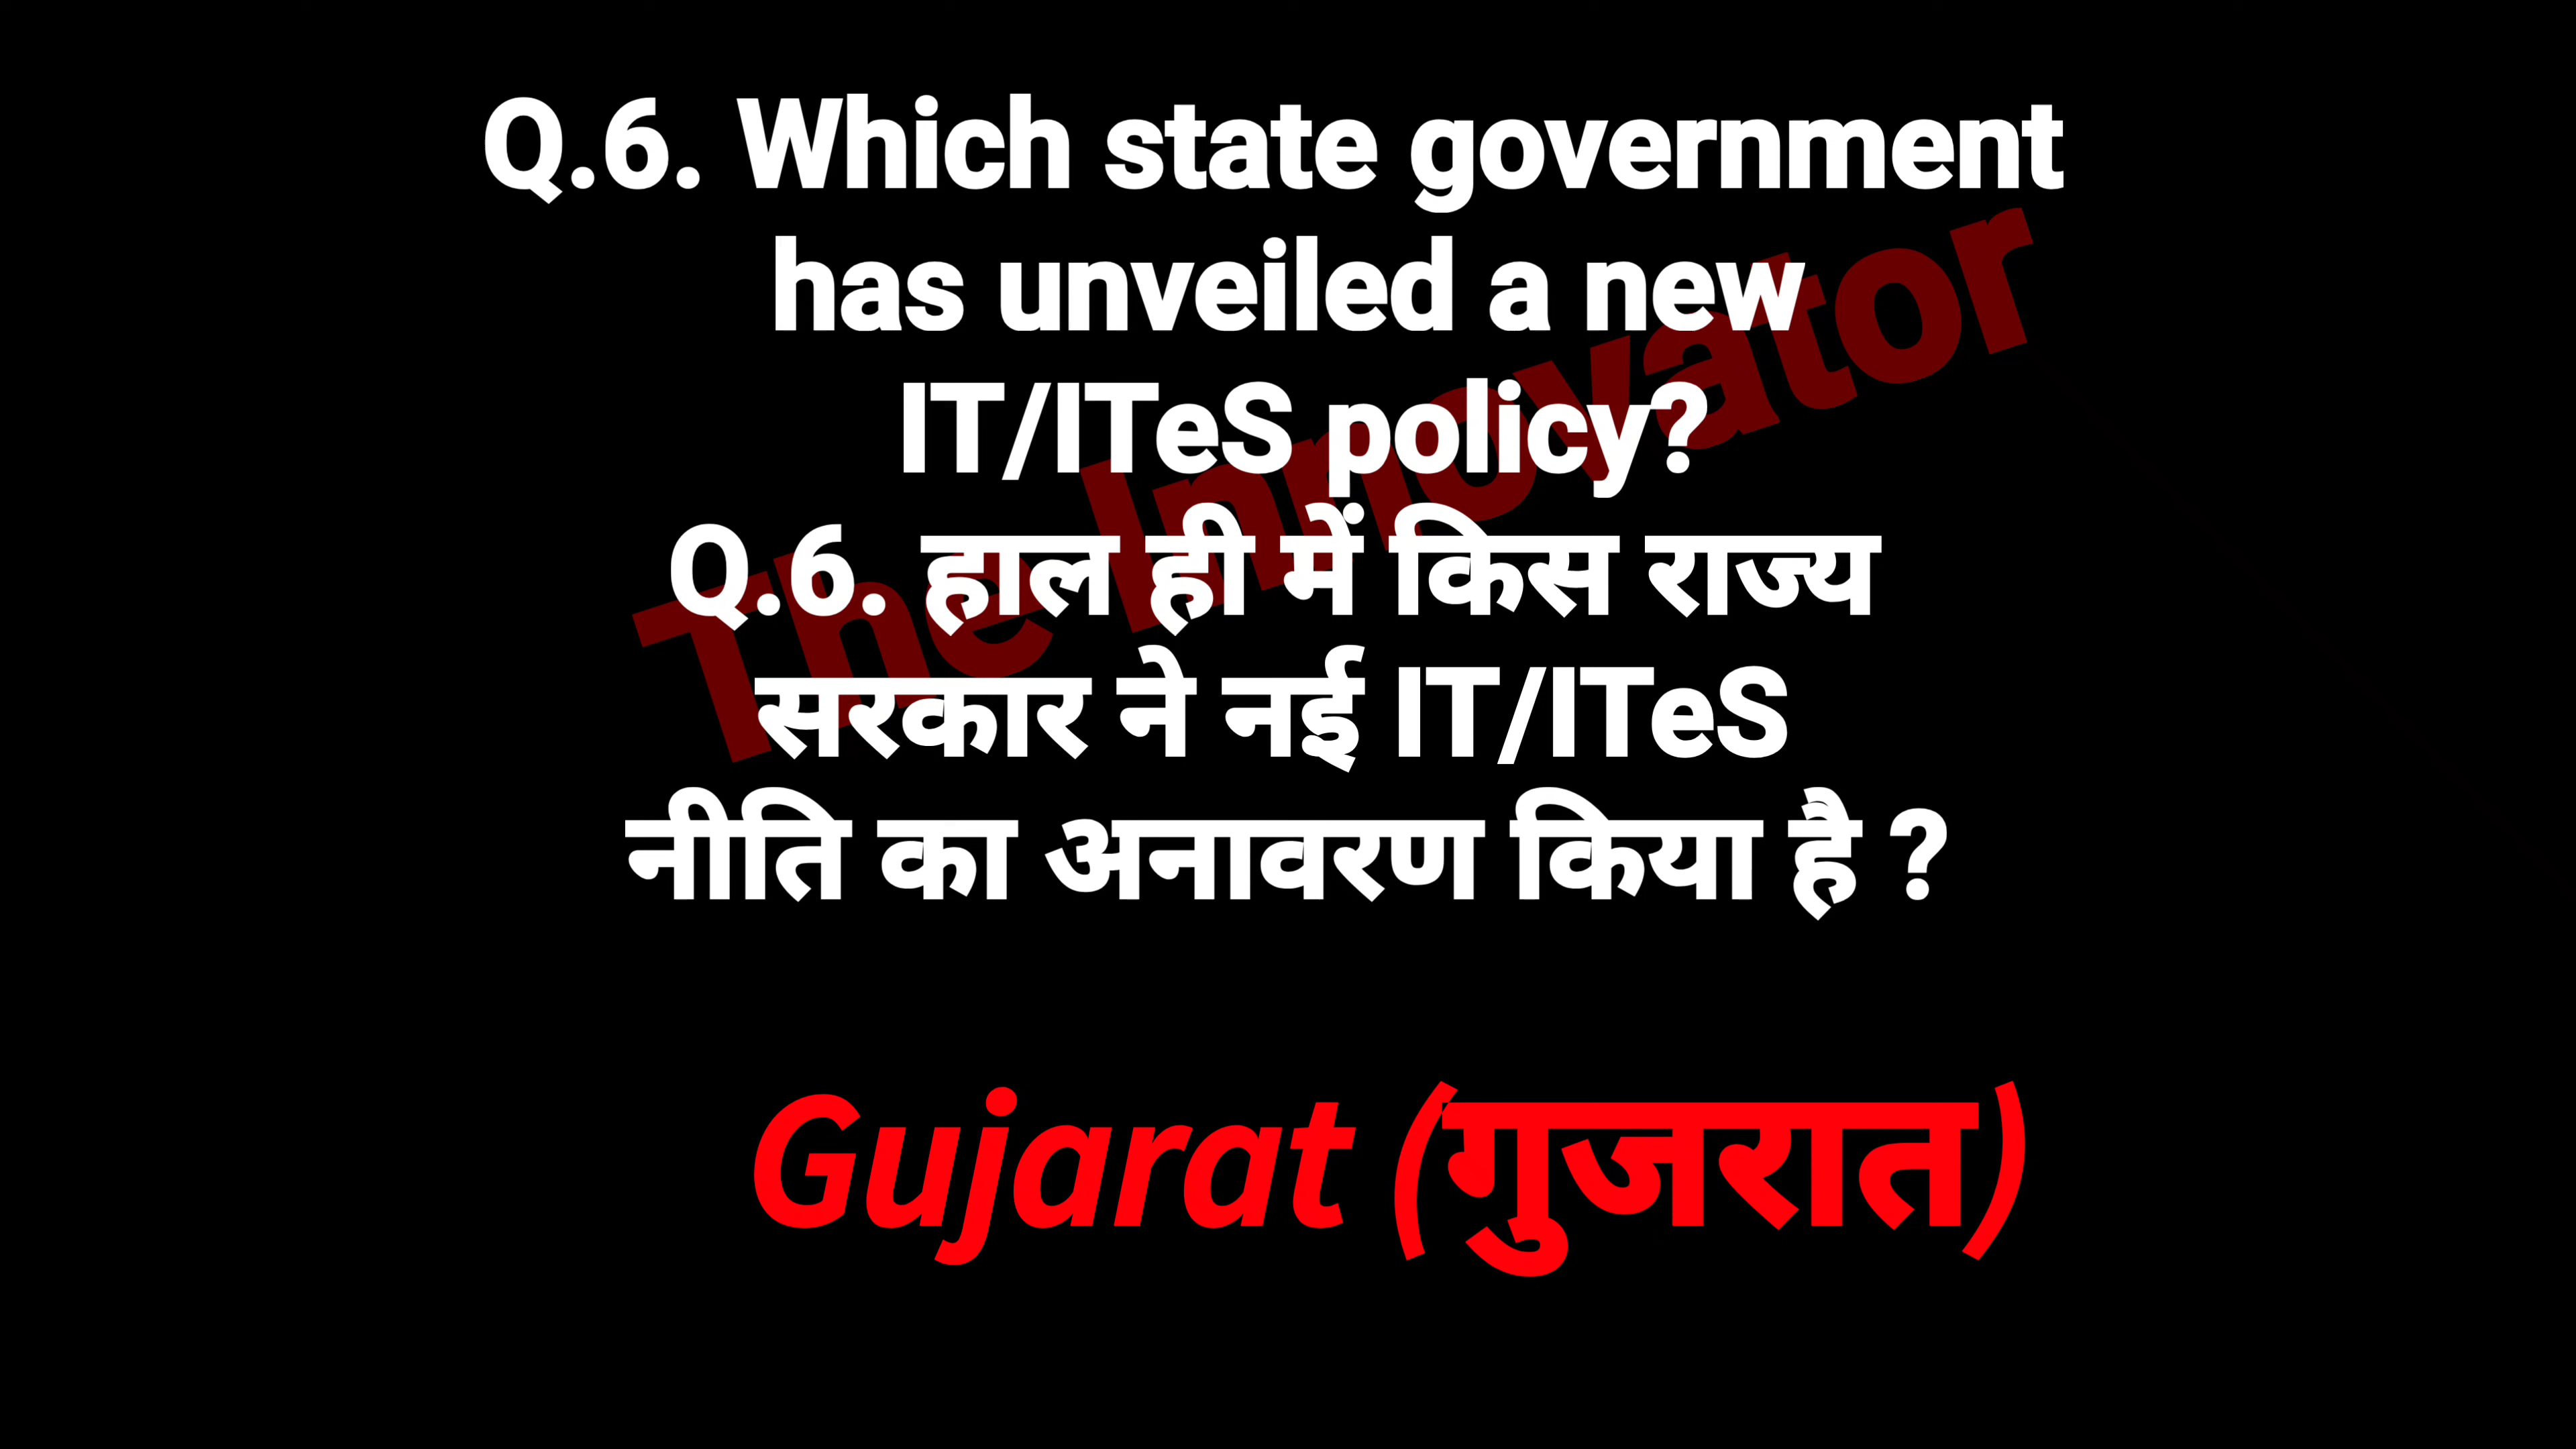 Q.6. Which state government
has unveiled a new
IT/ITeS policy?
Q.6. हाल ही में किस राज्य
सरकार ने नई IT/ITeS
नीति का अनावरण किया है ?
The Innovator
Gujarat (गुजरात)